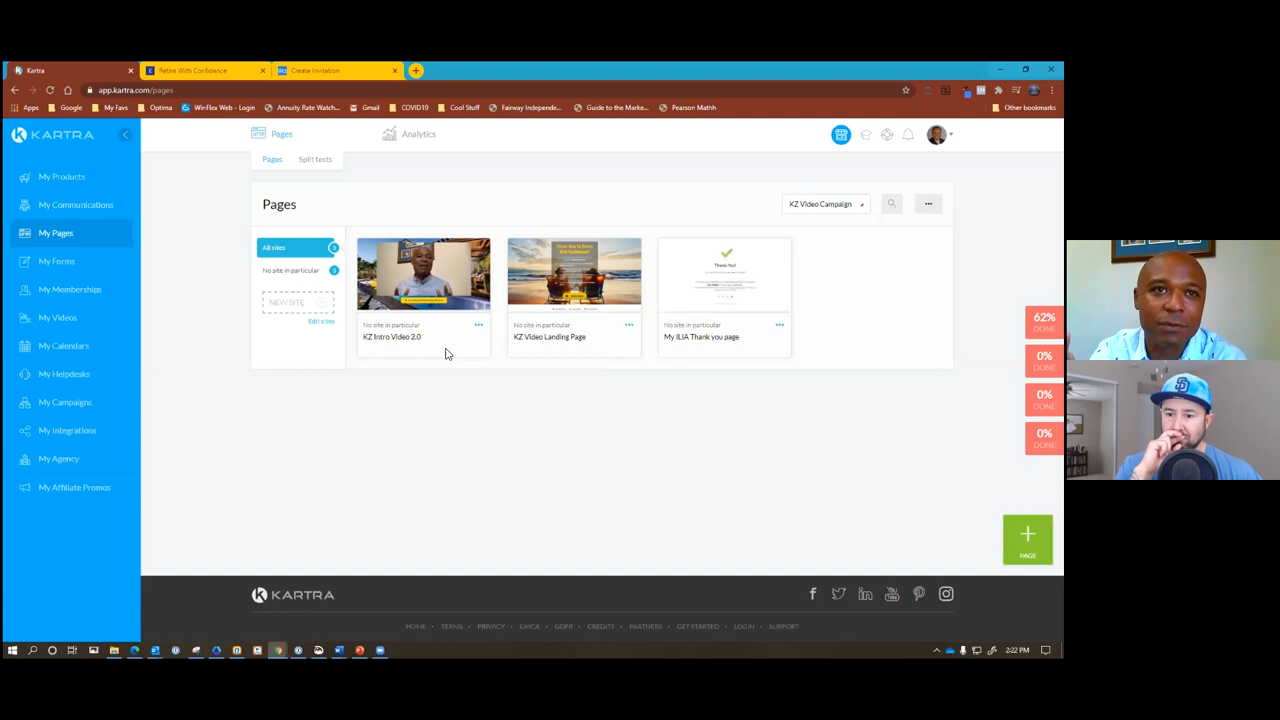 Kartra
Retire With Confidence
Create Invitation
app.kartra.com/pages
Apps
Google
My Favs
Optima
WinFlex Web - Login
Annuity Rate Watch...
Gmail
COVID19
Cool Stuff
Fairway Independe...
Guide to the Marke...
Pearson Mathh
Other bookmarks
KARTRA
Pages
Analytics
Pages
Split tests
My Products
My Communications
My Pages
My Forms
My Memberships
My Videos
My Calendars
My Helpdesks
My Campaigns
My Integrations
My Agency
My Affiliate Promos
Pages
KZ Video Campaign
All sites 3
No site in particular 3
NEW SITE
Edit sites
Thank You!
No site in particular
KZ Intro Video 2.0
No site in particular
KZ Video Landing Page
No site in particular
My ILIA Thank you page
62%
DONE
0%
DONE
0%
DONE
0%
DONE
SD
PAGE
KARTRA
HOME • TERMS • PRIVACY • DMCA • GDPR • CREDITS • PARTNERS • GET STARTED • LOGIN • SUPPORT
2:22 PM